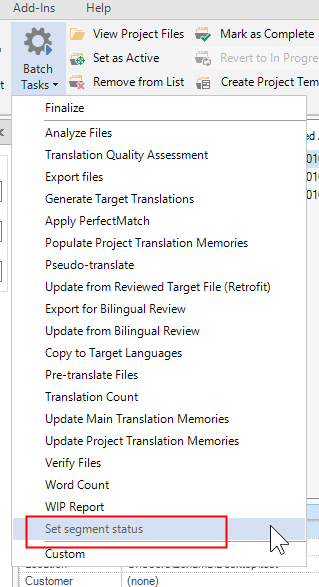 Add-Ins Help
View Project Files Mark as Complete
Batch Tasks
Set as Active Revert to In Progre
Remove from List Create Project Tem
Finalize
Analyze Files
Translation Quality Assessment
Export files
Generate Target Translations
Apply PerfectMatch
Populate Project Translation Memories
Pseudo-translate
Update from Reviewed Target File (Retrofit)
Export for Bilingual Review
Update from Bilingual Review
Copy to Target Languages
Pre-translate Files
Translation Count
Update Main Translation Memories
Update Project Translation Memories
Verify Files
Word Count
WIP Report
Set segment status
Custom
Customer (none)